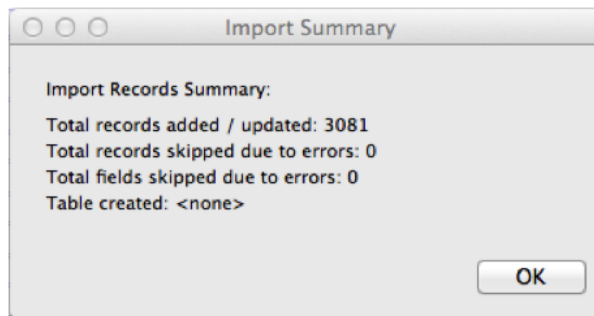 Import Summary
Import Records Summary:
Total records added / updated: 3081
Total records skipped due to errors: 0
Total fields skipped due to errors: 0
Table created: <none>
OK